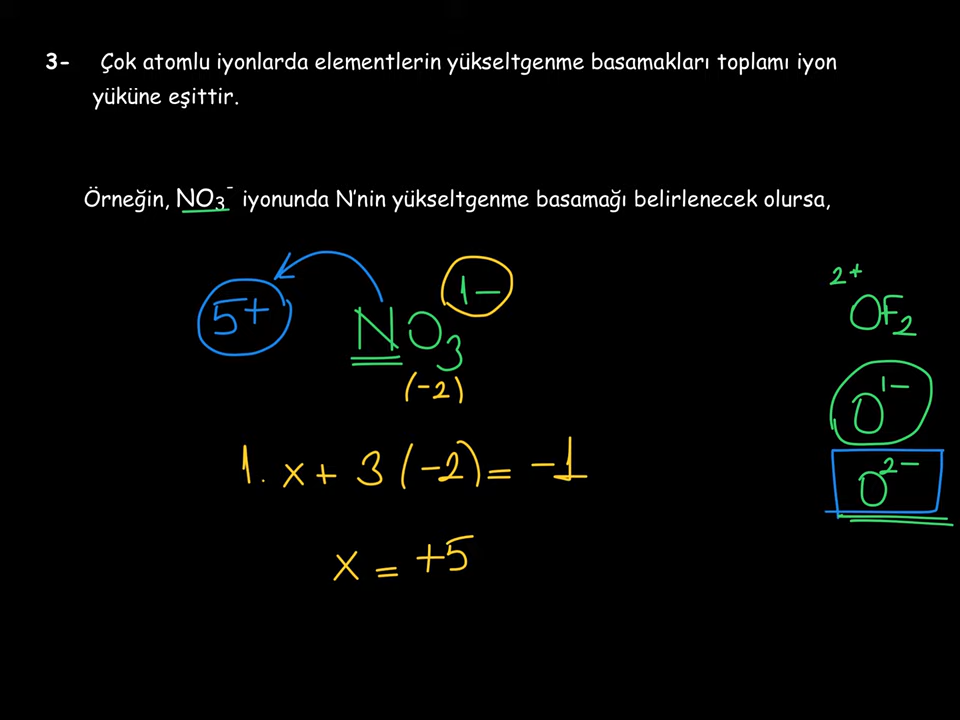 3- Çok atomlu iyonlarda elementlerin yükseltgenme basamakları toplamı iyon
yüküne eşittir.
Örneğin, NO₃⁻ iyonunda N’nin yükseltgenme basamağı belirlenecek olursa,
5+ NO₃ 1-
(-2)
1. x + 3 (-2) = -1
x = +5
2+
OF₂
O¹⁻
O²⁻